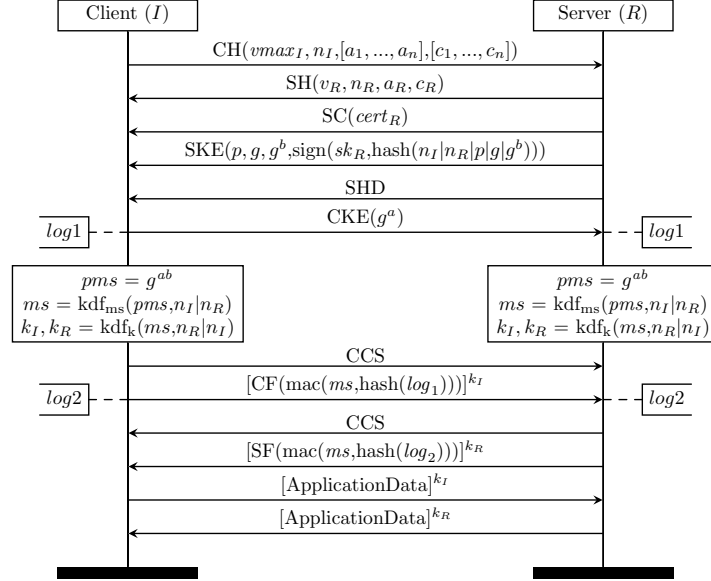 Client (I) Server (R)
CH(vmax_I, n_I,[a_1, ..., a_n],[c_1, ..., c_n])
SH(v_R, n_R, a_R, c_R)
SC(cert_R)
SKE(p, g, g^b,sign(sk_R,hash(n_I|n_R|p|g|g^b)))
SHD
CKE(g^a)
log1 log1
pms = g^{ab}
ms = kdf_ms(pms,n_I|n_R)
k_I, k_R = kdf_k(ms,n_R|n_I)
pms = g^{ab}
ms = kdf_ms(pms,n_I|n_R)
k_I, k_R = kdf_k(ms,n_R|n_I)
CCS
[CF(mac(ms,hash(log_1)))]^{k_I}
log2 log2
CCS
[SF(mac(ms,hash(log_2)))]^{k_R}
[ApplicationData]^{k_I}
[ApplicationData]^{k_R}